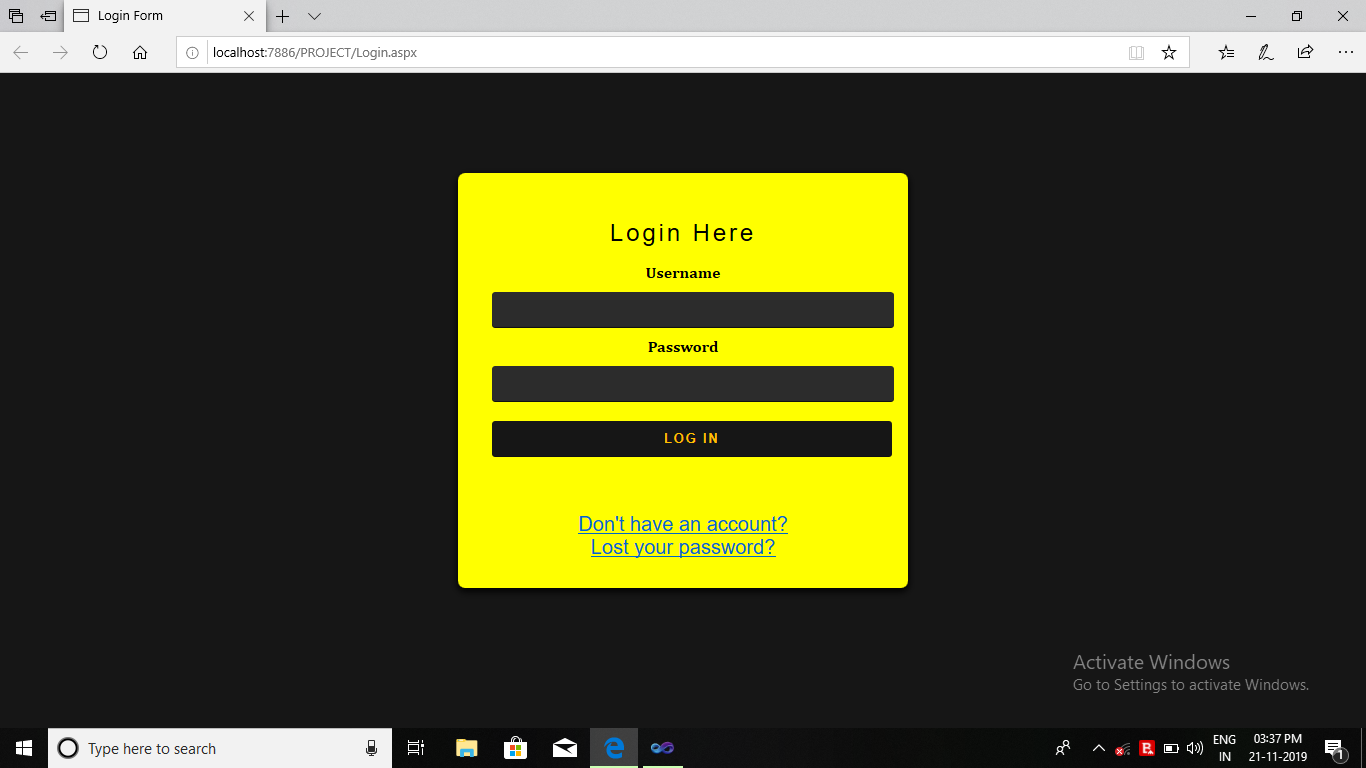 Login Form
localhost:7886/PROJECT/Login.aspx
Login Here
Username
Password
LOG IN
Don't have an account?
Lost your password?
Activate Windows
Go to Settings to activate Windows.
Type here to search
ENG
IN
03:37 PM
21-11-2019
1